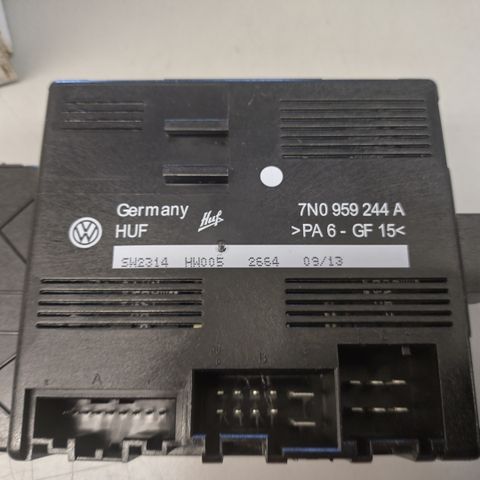 Germany Huf 7N0 959 244 A
HUF >PA 6 - GF 15<
SW2314 HW005 2664 09/13
A B